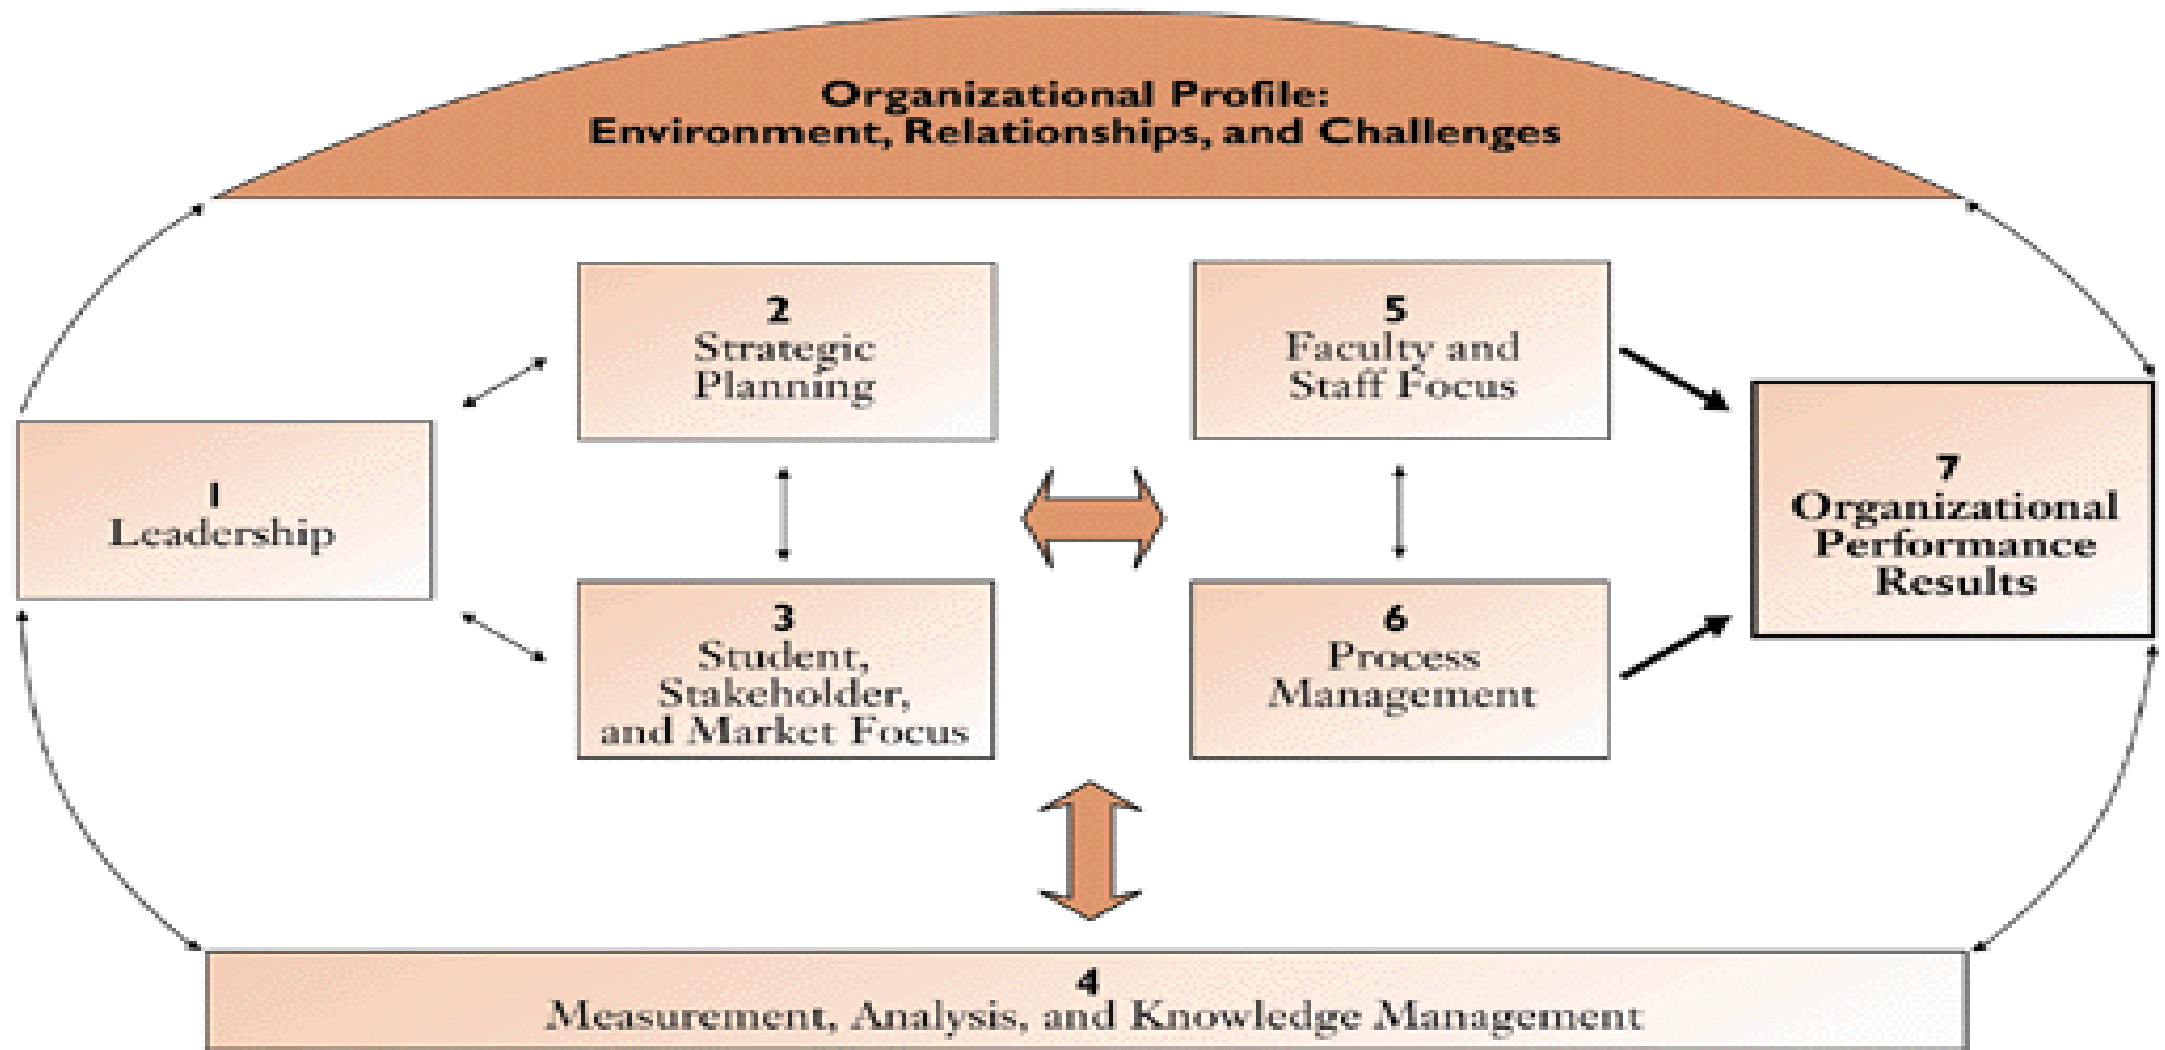 Organizational Profile:
Environment, Relationships, and Challenges
2
Strategic
Planning
5
Faculty and
Staff Focus
1
Leadership
7
Organizational
Performance
Results
3
Student,
Stakeholder,
and Market Focus
6
Process
Management
4
Measurement, Analysis, and Knowledge Management